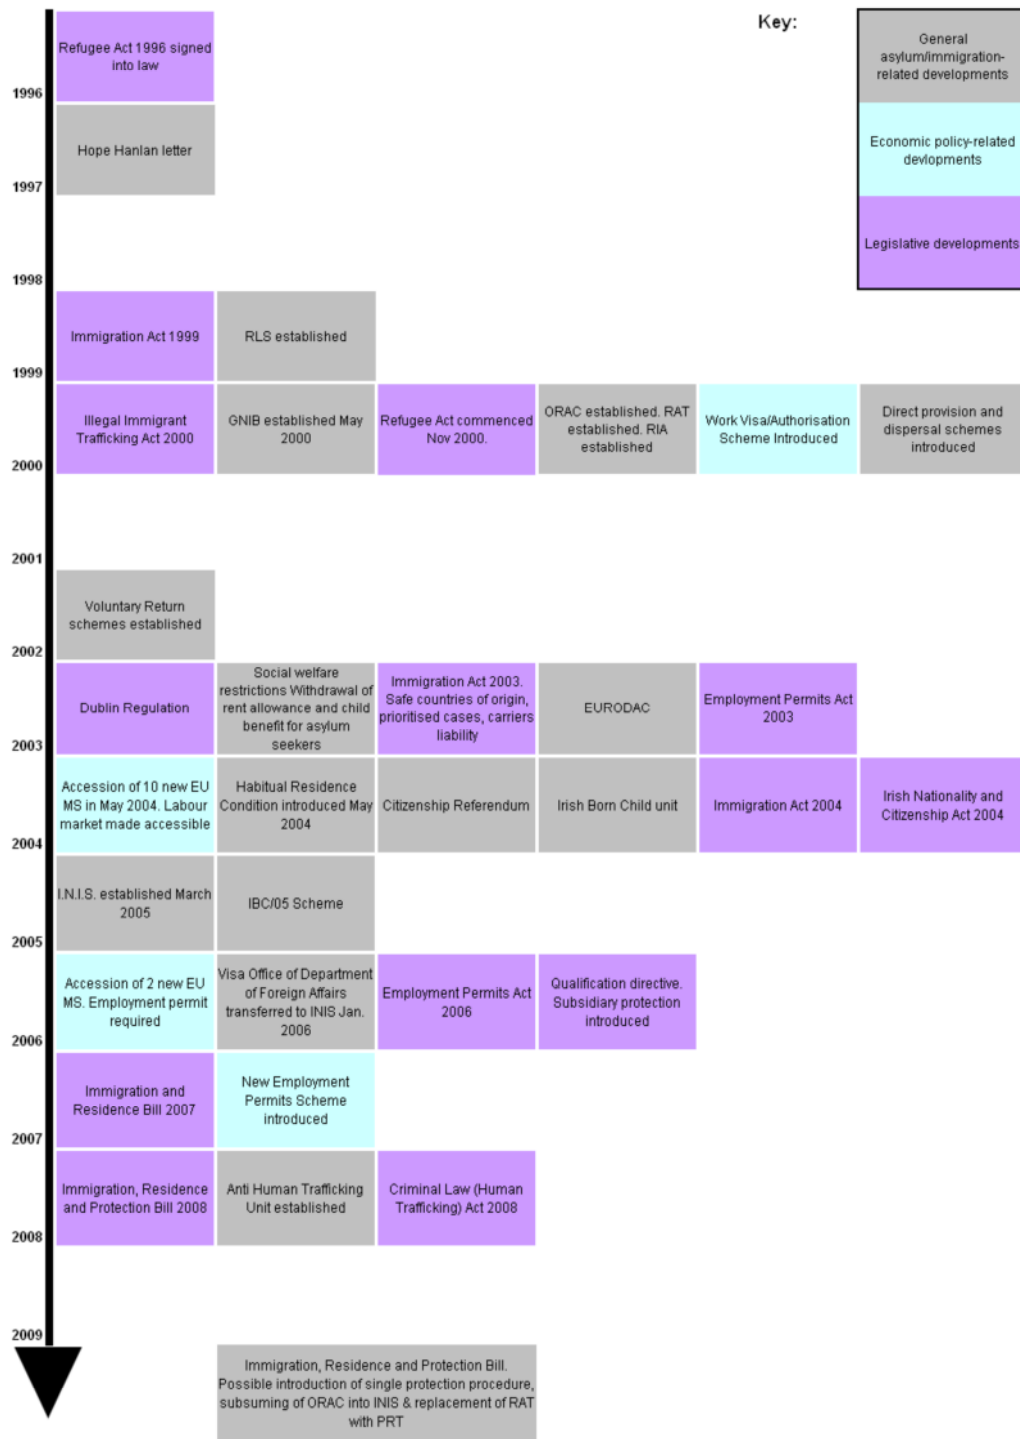 Key:
General
asylum/immigration-
related developments
Economic policy-related
devlopments
Legislative developments
Refugee Act 1996 signed
into law
1996
Hope Hanlan letter
1997
1998
Immigration Act 1999
RLS established
1999
Illegal Immigrant
Trafficking Act 2000
GNIB established May
2000
Refugee Act commenced
Nov 2000.
ORAC established. RAT
established. RIA
established
Work Visa/Authorisation
Scheme Introduced
Direct provision and
dispersal schemes
introduced
2000
2001
Voluntary Return
schemes established
2002
Dublin Regulation
Social welfare
restrictions Withdrawal of
rent allowance and child
benefit for asylum
seekers
Immigration Act 2003.
Safe countries of origin,
prioritised cases, carriers
liability
EURODAC
Employment Permits Act
2003
2003
Accession of 10 new EU
MS in May 2004. Labour
market made accessible
Habitual Residence
Condition introduced May
2004
Citizenship Referendum
Irish Born Child unit
Immigration Act 2004
Irish Nationality and
Citizenship Act 2004
2004
I.N.I.S. established March
2005
IBC/05 Scheme
2005
Accession of 2 new EU
MS. Employment permit
required
Visa Office of Department
of Foreign Affairs
transferred to INIS Jan.
2006
Employment Permits Act
2006
Qualification directive.
Subsidiary protection
introduced
2006
Immigration and
Residence Bill 2007
New Employment
Permits Scheme
introduced
2007
Immigration, Residence
and Protection Bill 2008
Anti Human Trafficking
Unit established
Criminal Law (Human
Trafficking) Act 2008
2008
2009
Immigration, Residence and Protection Bill.
Possible introduction of single protection procedure,
subsuming of ORAC into INIS & replacement of RAT
with PRT